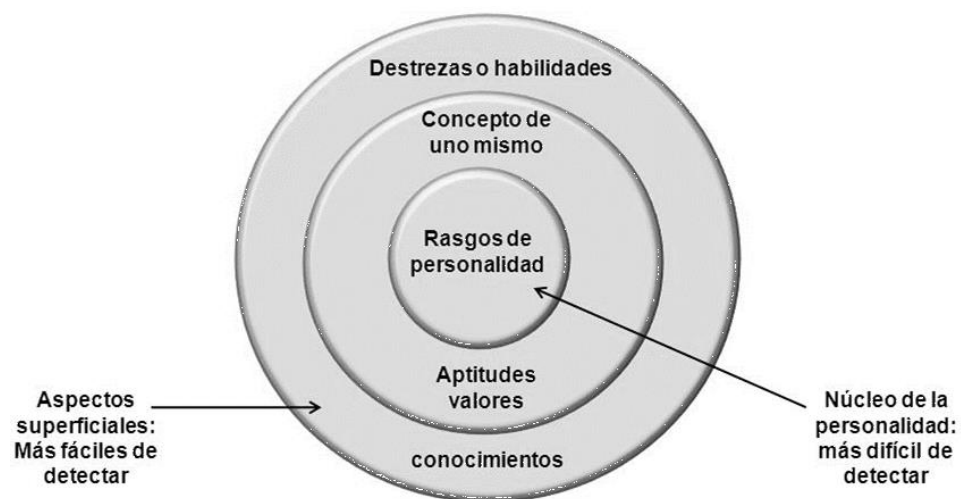 Destrezas o habilidades
Concepto de
uno mismo
Rasgos de
personalidad
Aptitudes
valores
conocimientos
Aspectos
superficiales:
Más fáciles de
detectar
Núcleo de la
personalidad:
más difícil de
detectar